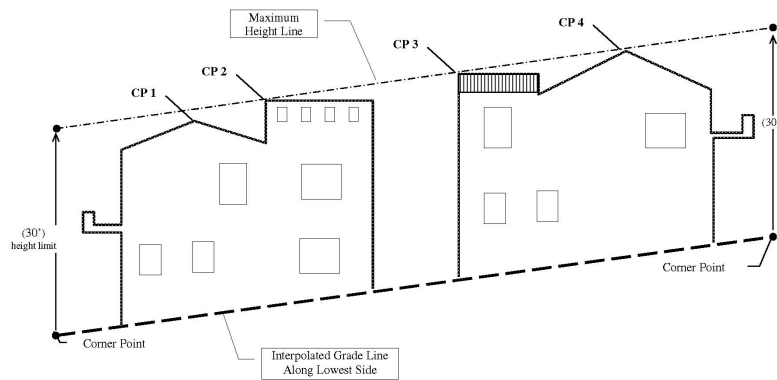 Maximum
Height Line
CP 4
CP 3
CP 2
CP 1
(30
(30')
height limit
Corner Point
Corner Point
Interpolated Grade Line
Along Lowest Side